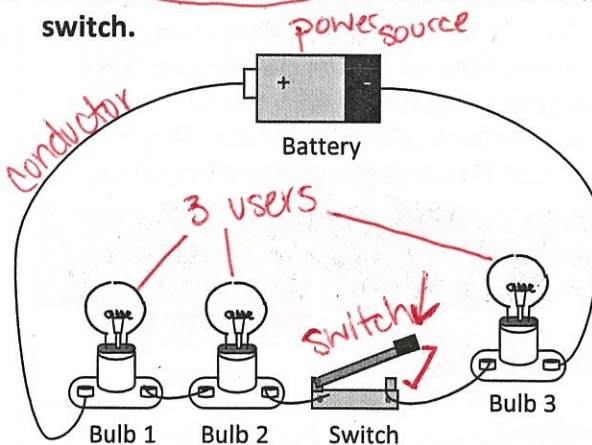 switch.
power source
+ -
Battery
conductor
3 users
switch
Bulb 1 Bulb 2 Switch Bulb 3